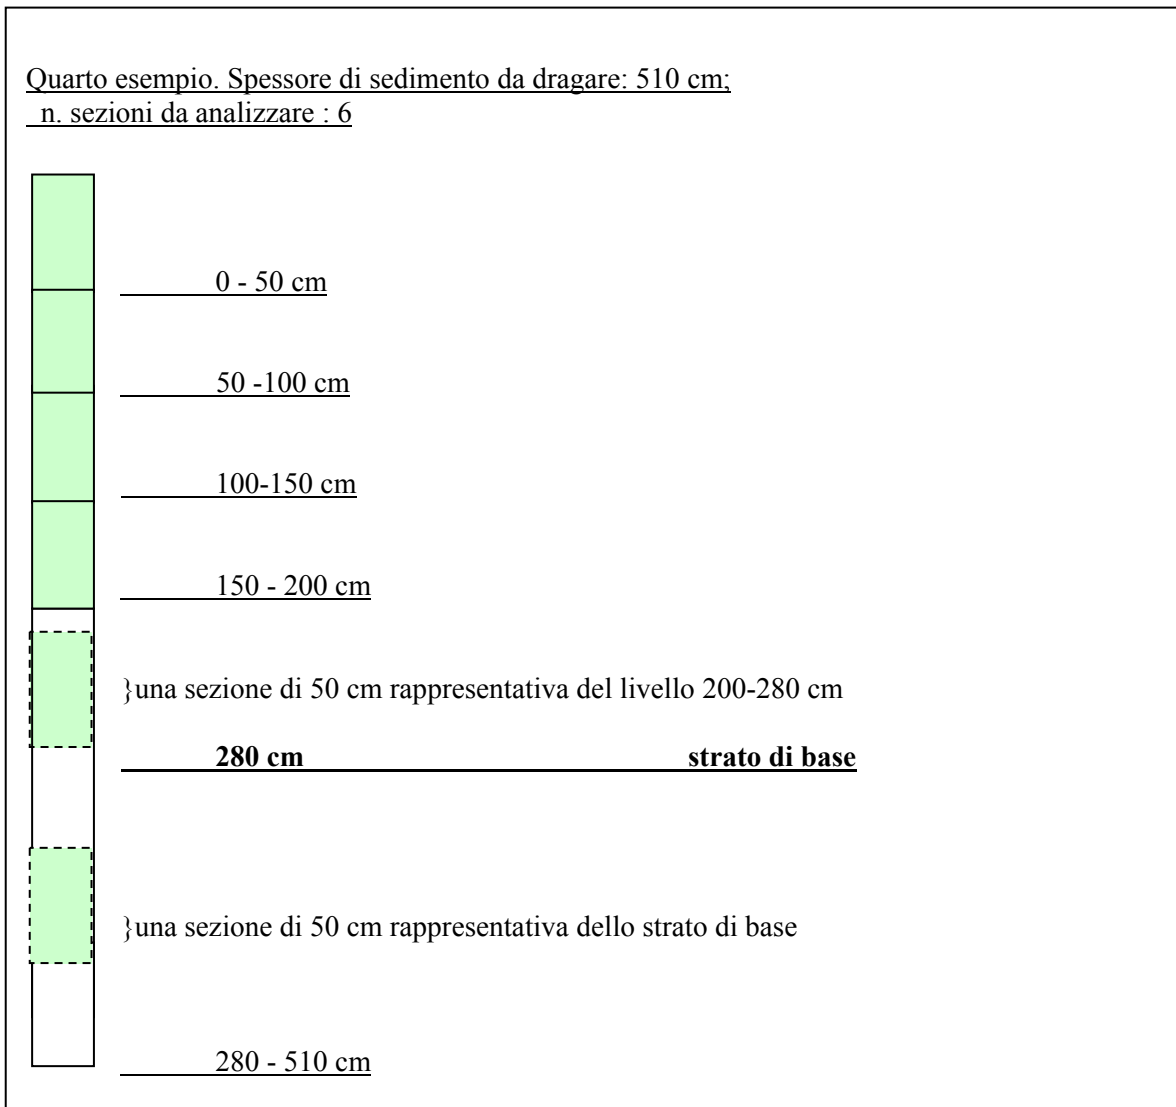 Quarto esempio. Spessore di sedimento da dragare: 510 cm;
n. sezioni da analizzare : 6
0 - 50 cm
50 -100 cm
100-150 cm
150 - 200 cm
}una sezione di 50 cm rappresentativa del livello 200-280 cm
280 cm strato di base
}una sezione di 50 cm rappresentativa dello strato di base
280 - 510 cm